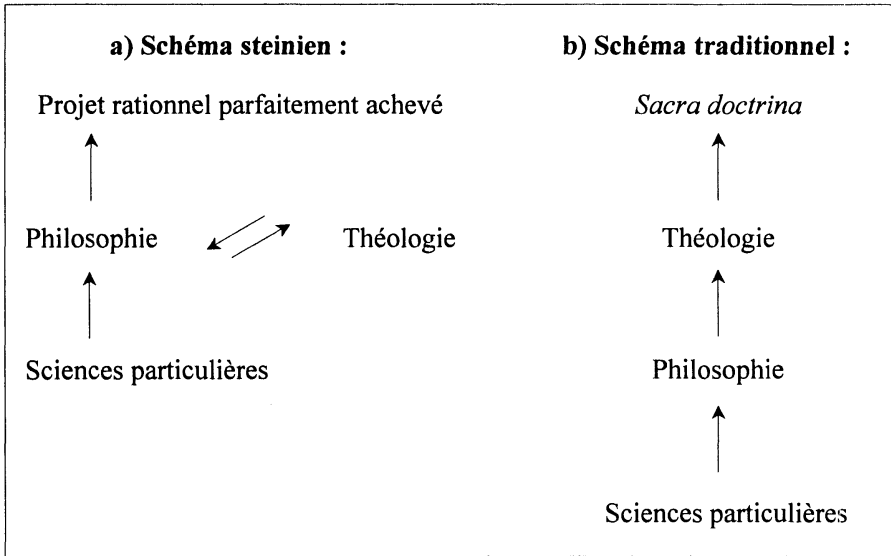 a) Schéma steinien :
Projet rationnel parfaitement achevé
Philosophie
Théologie
Sciences particulières
b) Schéma traditionnel :
Sacra doctrina
Théologie
Philosophie
Sciences particulières